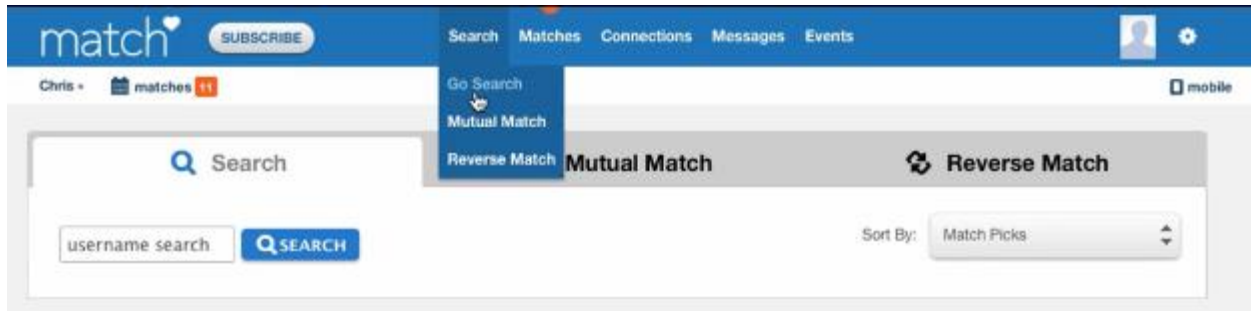 match SUBSCRIBE Search Matches Connections Messages Events
Chris matches 11 Go Search mobile
Mutual Match
Reverse Match
Search Mutual Match Reverse Match
username search SEARCH Sort By: Match Picks